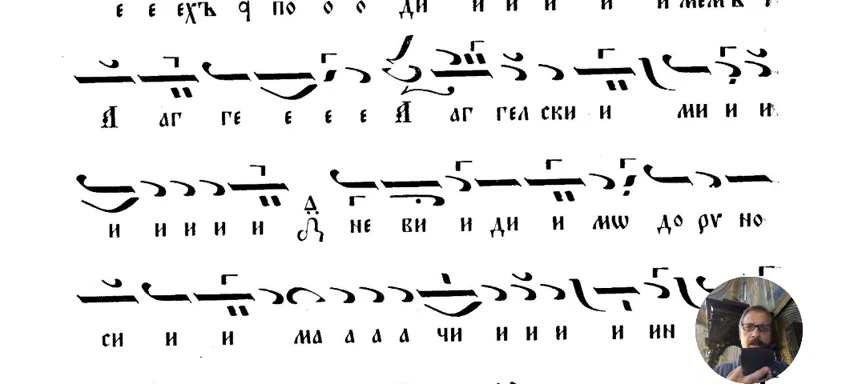 е е ехъ ҁ по о о ди и и и и
А аг ге е е е А аг гел ски и ми и и
и и и и и не ви и ди и мѡ до рѵ но
си и и ма а а а чи и и и и ин